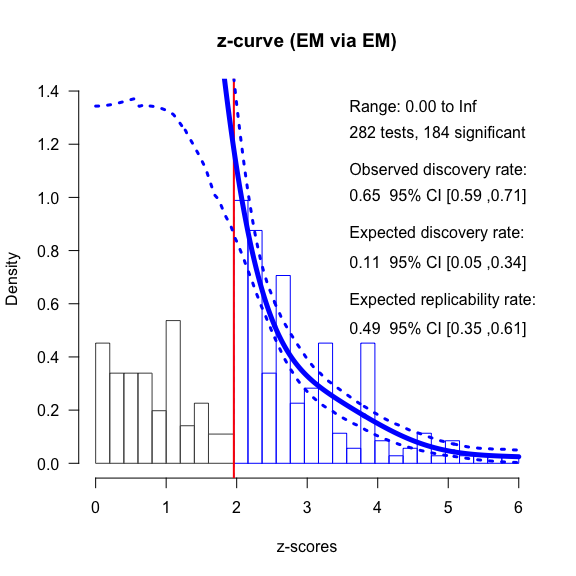 z-curve (EM via EM)
Range: 0.00 to Inf
282 tests, 184 significant
Observed discovery rate:
0.65 95% CI [0.59 ,0.71]
Expected discovery rate:
0.11 95% CI [0.05 ,0.34]
Expected replicability rate:
0.49 95% CI [0.35 ,0.61]
Density
1.4
1.2
1.0
0.8
0.6
0.4
0.2
0.0
0 1 2 3 4 5 6
z-scores